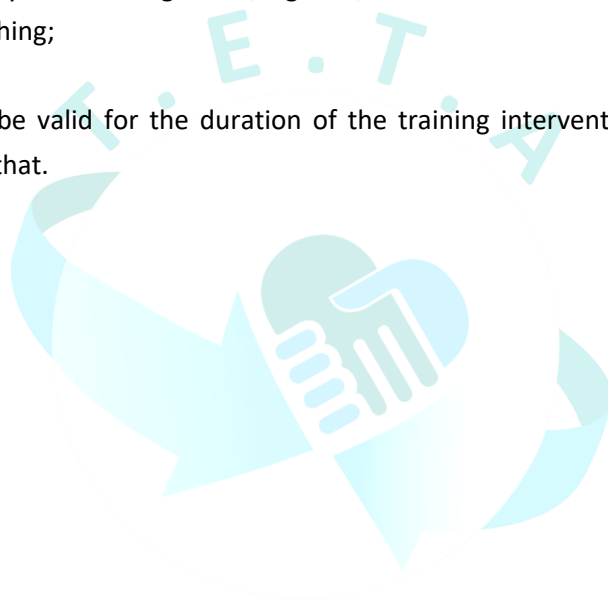 hing;
T . E . T . A
be valid for the duration of the training intervent
that.